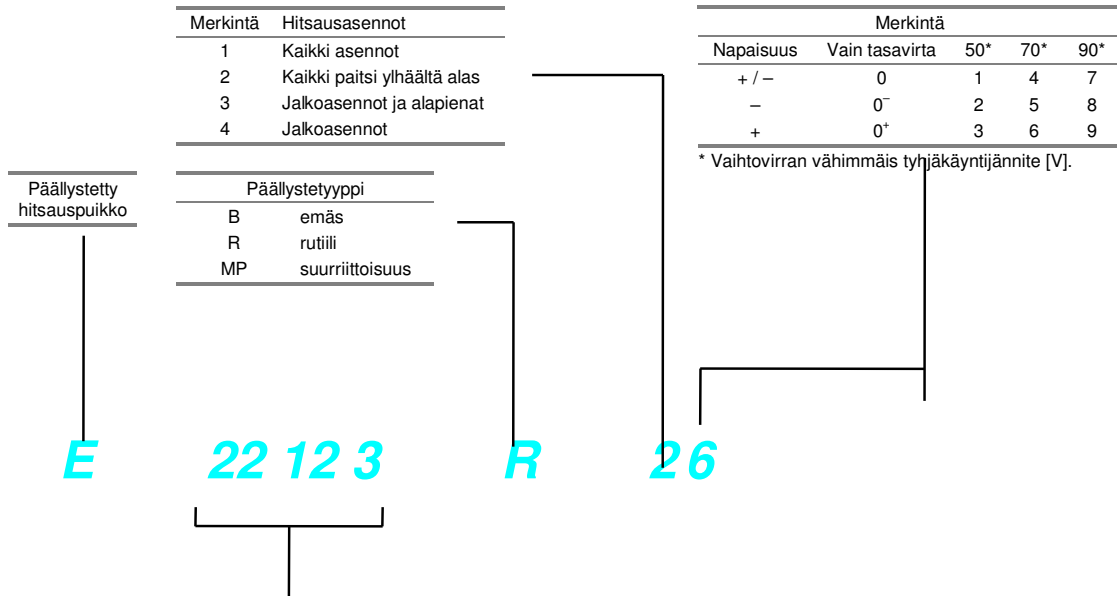 Merkintä Hitsausasennot
1 Kaikki asennot
2 Kaikki paitsi ylhäältä alas
3 Jalkoasennot ja alapienat
4 Jalkoasennot
Merkintä
Napaisuus Vain tasavirta 50* 70* 90*
+ / – 0 1 4 7
– 0⁻ 2 5 8
+ 0⁺ 3 6 9
* Vaihtovirran vähimmäis tyhjäkäyntijännite [V].
Päällystetty
hitsauspuikko
Päällystetyyppi
B emäs
R rutiili
MP suurriittoisuus
E 22 12 3 R 2 6